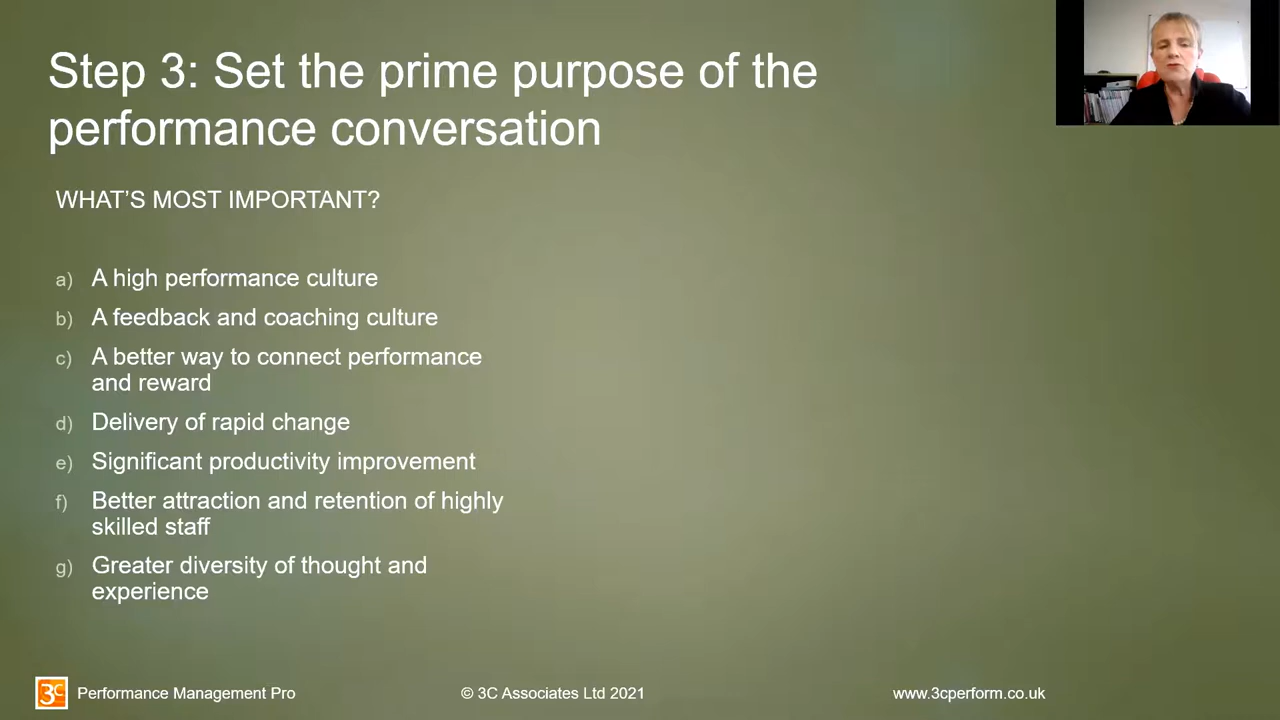 Step 3: Set the prime purpose of the
performance conversation
WHAT'S MOST IMPORTANT?
a) A high performance culture
b) A feedback and coaching culture
c) A better way to connect performance
and reward
d) Delivery of rapid change
e) Significant productivity improvement
f) Better attraction and retention of highly
skilled staff
g) Greater diversity of thought and
experience
3C Performance Management Pro
© 3C Associates Ltd 2021
www.3cperform.co.uk